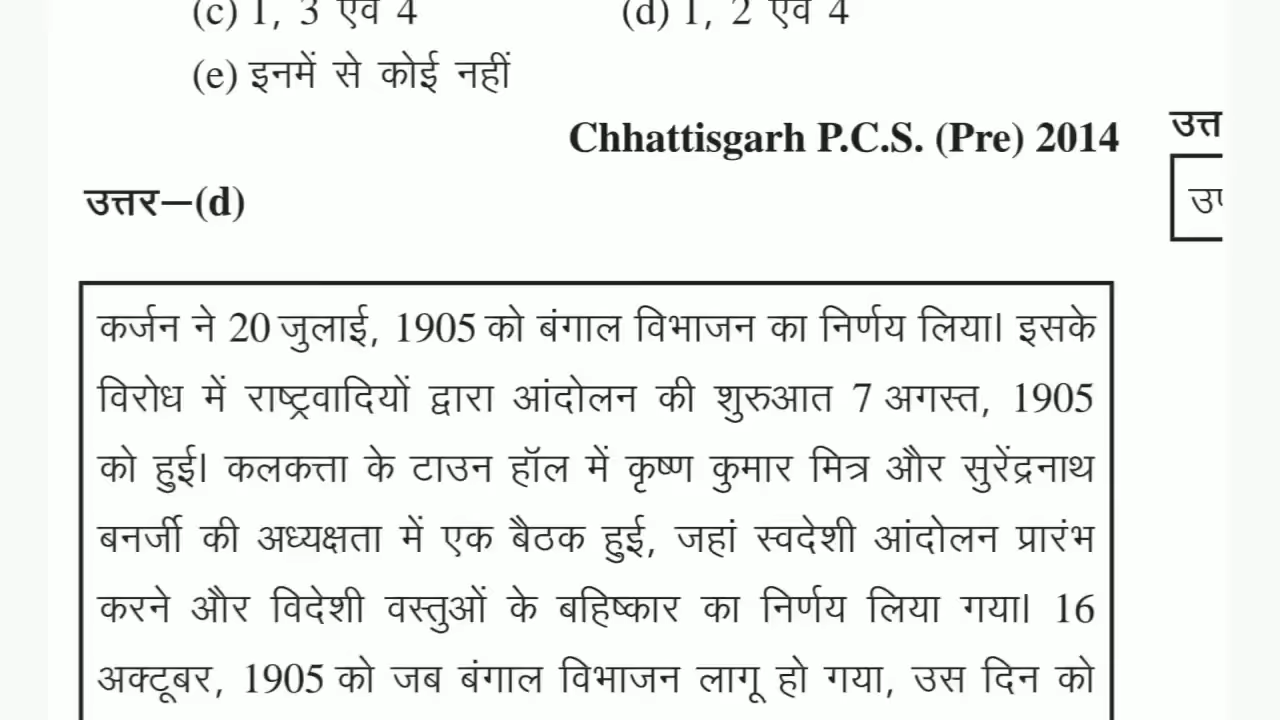 (c) 1, 3 एवं 4 (d) 1, 2 एवं 4
(e) इनमें से कोई नहीं
Chhattisgarh P.C.S. (Pre) 2014
उत्तर—(d)
कर्जन ने 20 जुलाई, 1905 को बंगाल विभाजन का निर्णय लिया। इसके
विरोध में राष्ट्रवादियों द्वारा आंदोलन की शुरुआत 7 अगस्त, 1905
को हुई। कलकत्ता के टाउन हॉल में कृष्ण कुमार मित्र और सुरेंद्रनाथ
बनर्जी की अध्यक्षता में एक बैठक हुई, जहां स्वदेशी आंदोलन प्रारंभ
करने और विदेशी वस्तुओं के बहिष्कार का निर्णय लिया गया। 16
अक्टूबर, 1905 को जब बंगाल विभाजन लागू हो गया, उस दिन को